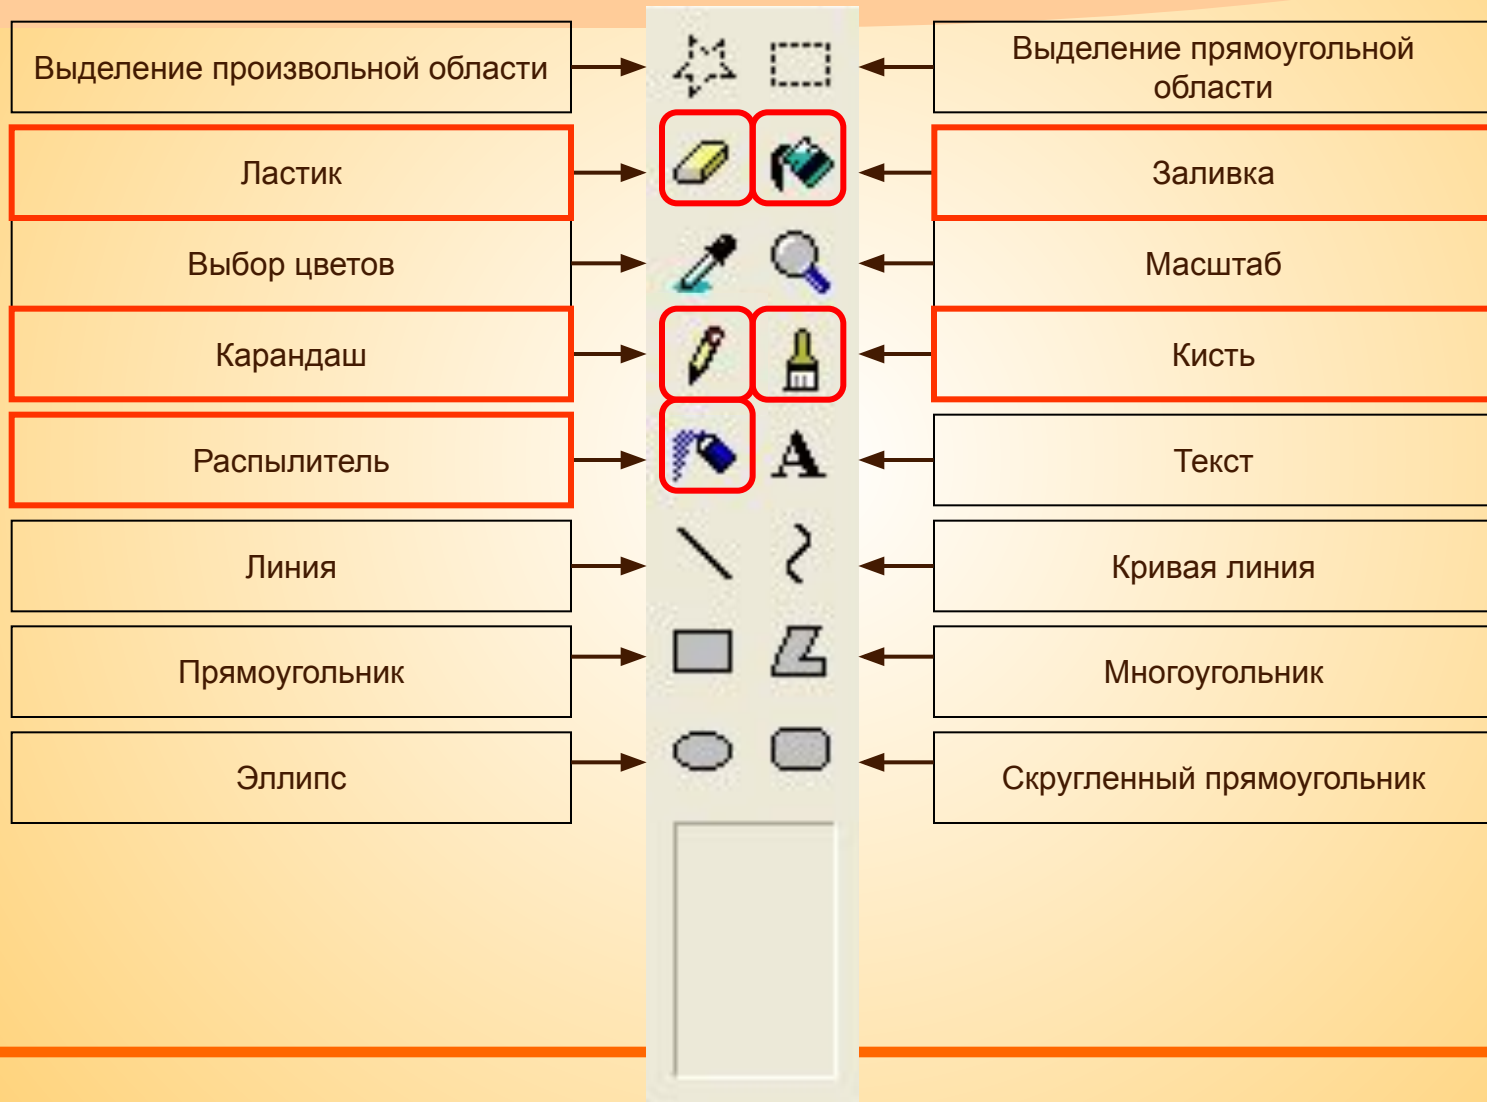 Выделение произвольной области
Выделение прямоугольной
области
Ластик
Заливка
Выбор цветов
Масштаб
Карандаш
Кисть
Распылитель
A
Текст
Линия
Кривая линия
Прямоугольник
Многоугольник
Эллипс
Скругленный прямоугольник